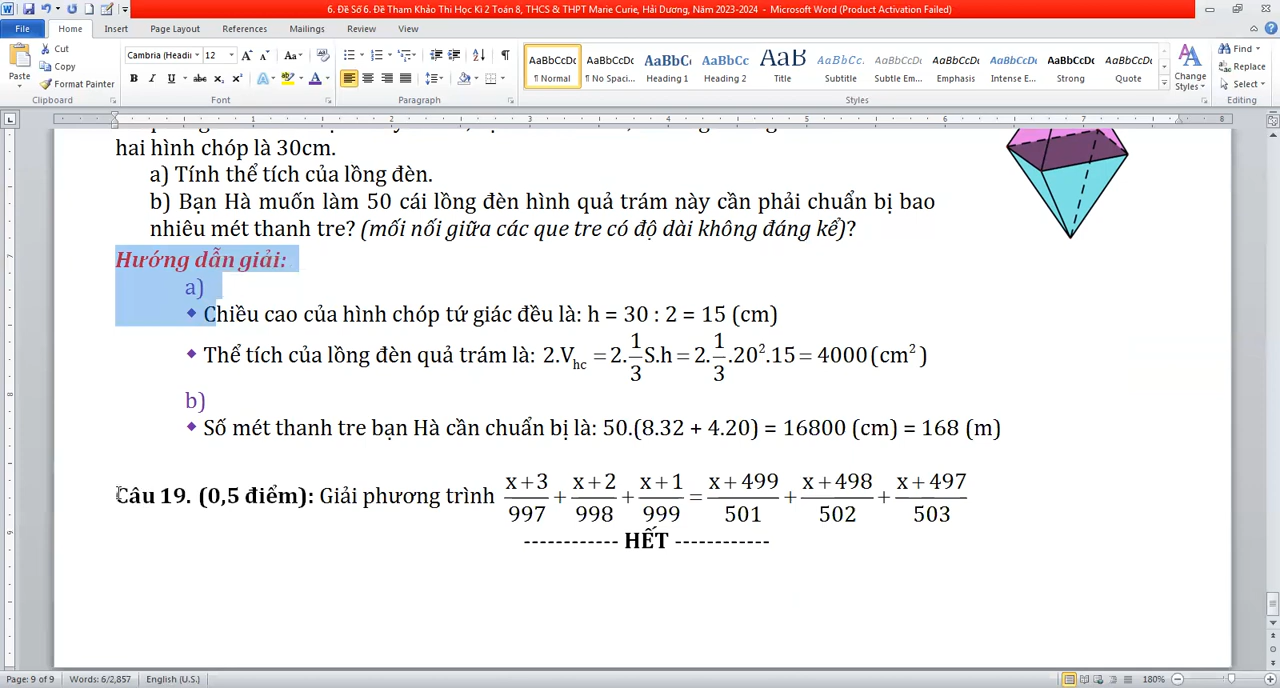 6. Đề Số 6. Đề Tham Khảo Thi Học Kì 2 Toán 8, THCS & THPT Marie Curie, Hải Dương, Năm 2023-2024 - Microsoft Word (Product Activation Failed)
File Home Insert Page Layout References Mailings Review View
Paste Cut Copy Format Painter
Cambria (Headi 12
AaBbCcDc AaBbCcDc AaBbC AaBbCc AaB AaBbCc. AaBbCcDc AaBbCcDc AaBbCcDc AaBbCcDc AaBbCcDc
¶ Normal ¶ No Spaci... Heading 1 Heading 2 Title Subtitle Subtle Em... Emphasis Intense E... Strong Quote
Change Styles Find Replace Select
Clipboard Font Paragraph Styles Editing
hai hình chóp là 30cm.
a) Tính thể tích của lồng đèn.
b) Bạn Hà muốn làm 50 cái lồng đèn hình quả trám này cần phải chuẩn bị bao
nhiêu mét thanh tre? (mối nối giữa các que tre có độ dài không đáng kể)?
Hướng dẫn giải:
a)
◆ Chiều cao của hình chóp tứ giác đều là: h = 30 : 2 = 15 (cm)
◆ Thể tích của lồng đèn quả trám là: 2.V_hc = 2.1/3 S.h = 2.1/3.20².15 = 4000(cm²)
b)
◆ Số mét thanh tre bạn Hà cần chuẩn bị là: 50.(8.32 + 4.20) = 16800 (cm) = 168 (m)
Câu 19. (0,5 điểm): Giải phương trình (x+3)/997 + (x+2)/998 + (x+1)/999 = (x+499)/501 + (x+498)/502 + (x+497)/503
------------ HẾT ------------
Page: 9 of 9 Words: 6/2,857 English (U.S.) 180%